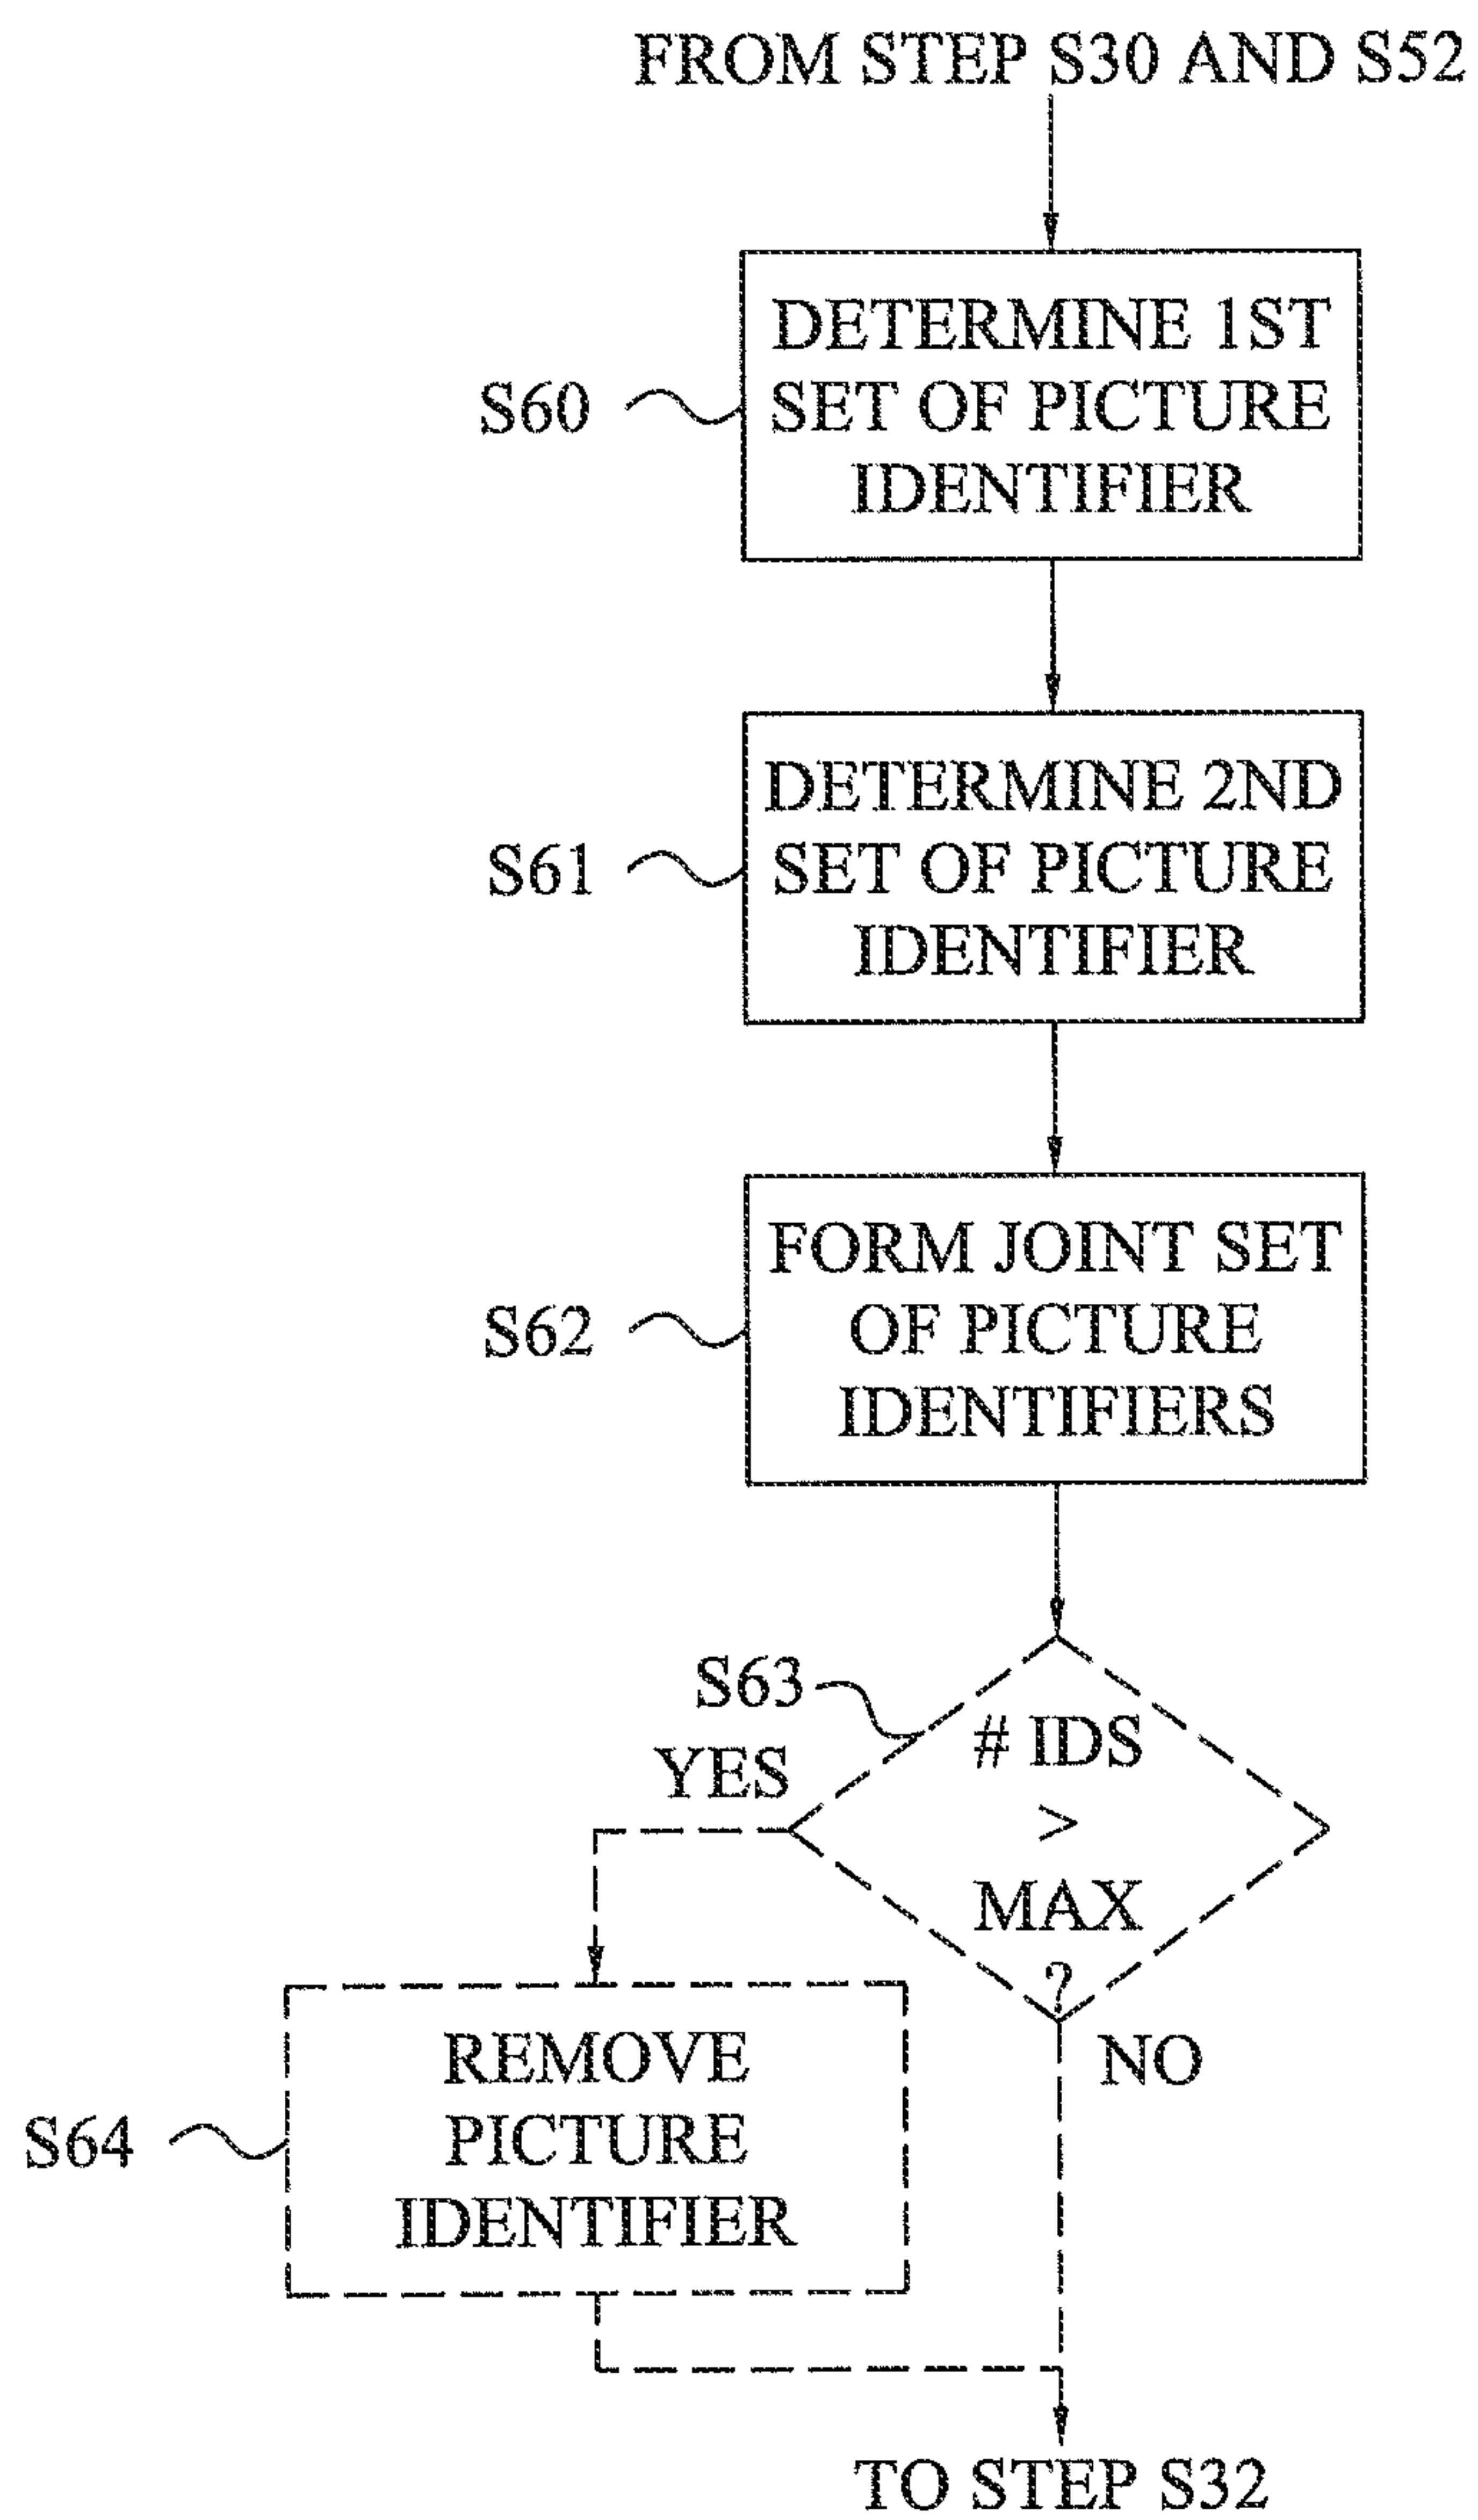 FROM STEP S30 AND S52
DETERMINE 1ST
SET OF PICTURE
IDENTIFIER
S60
DETERMINE 2ND
SET OF PICTURE
IDENTIFIER
S61
FORM JOINT SET
OF PICTURE
IDENTIFIERS
S62
S63
# IDS
>
MAX
?
YES
NO
REMOVE
PICTURE
IDENTIFIER
S64
TO STEP S32